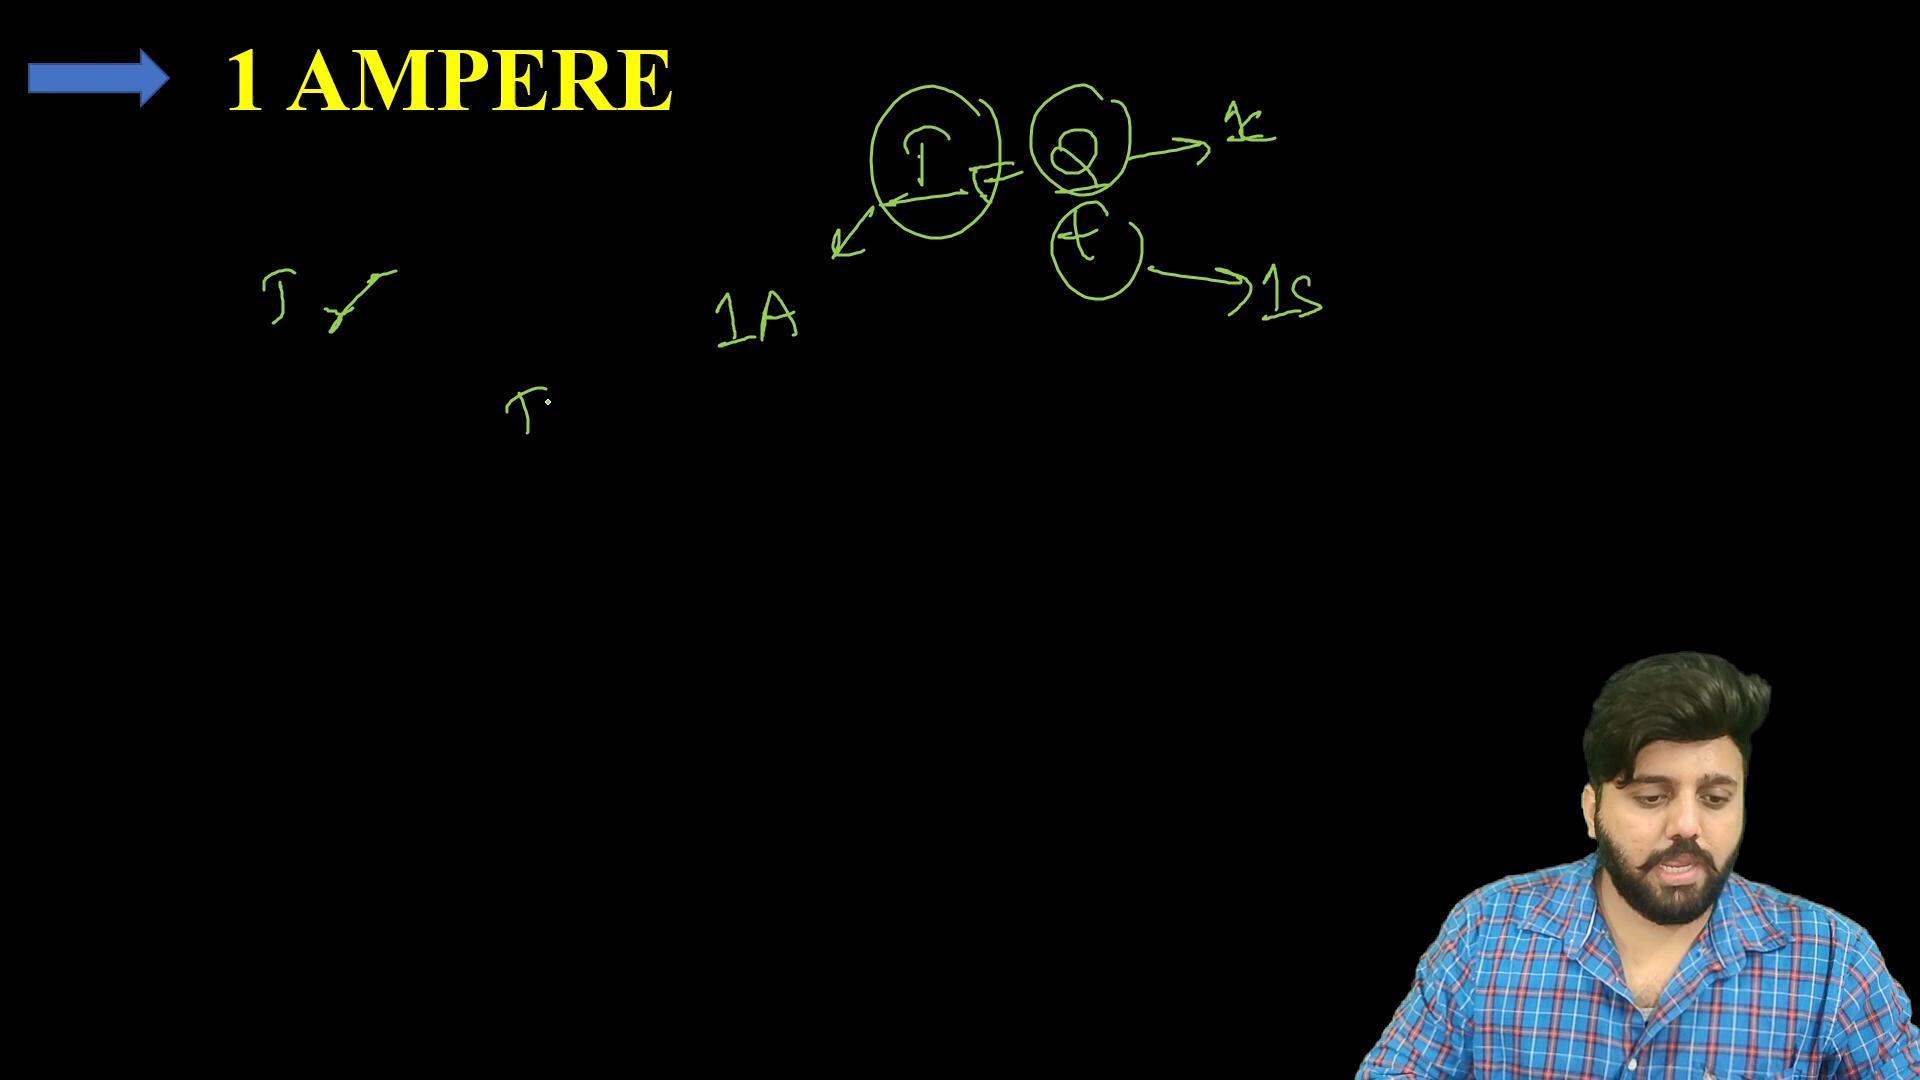 1 AMPERE
I = Q → 1C
t → 1S
I
1A
I